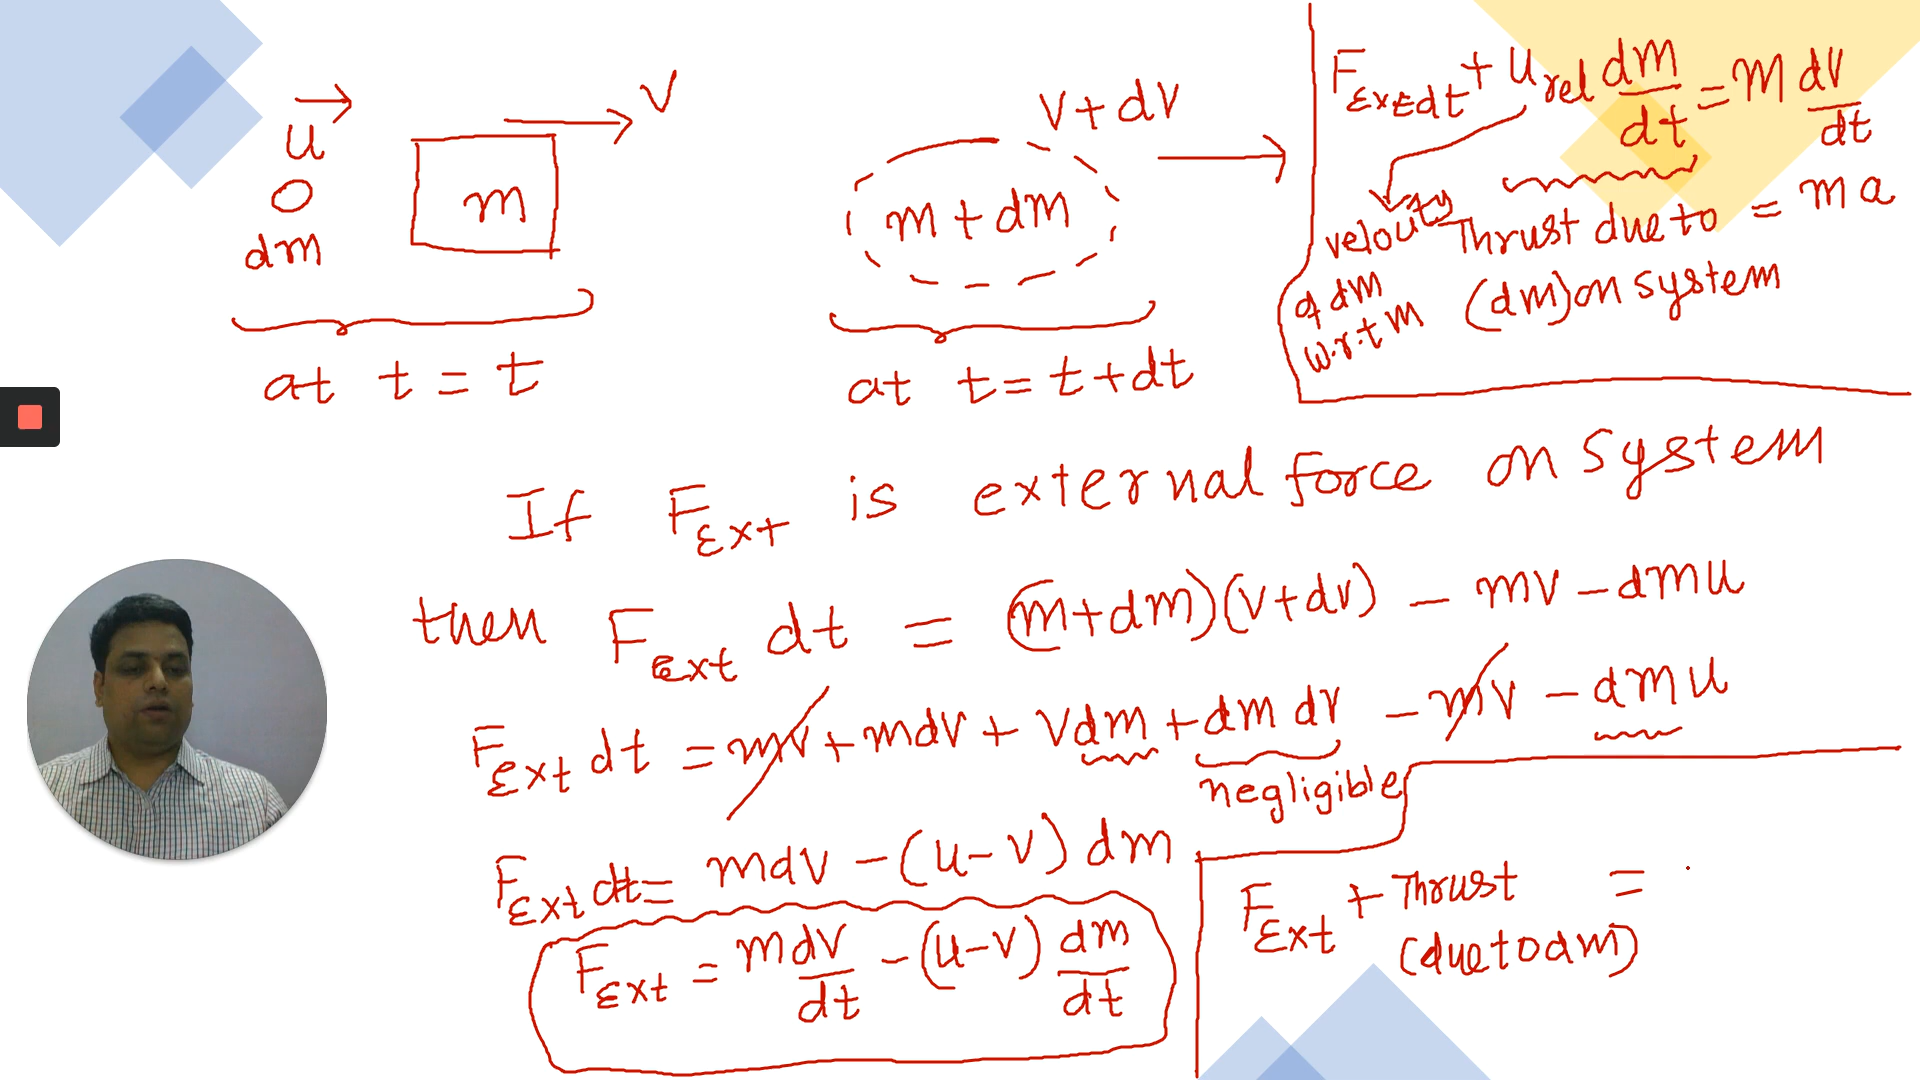 u
dm
m
v
at t = t
m + dm
v + dv
at t = t + dt
F_Ext dt + u_rel dm/dt = m dv/dt
velocity of dm w.r.t m
Thrust due to (dm) on system = ma
If F_Ext is external force on system
then F_ext dt = (m+dm)(v+dv) - mv - dmu
F_Ext dt = mv + mdv + vdm + dm dv - mv - dmu
negligible
F_Ext dt = mdv - (u-v) dm
F_Ext = mdv/dt - (u-v) dm/dt
F_Ext + Thrust =
(due to dm)